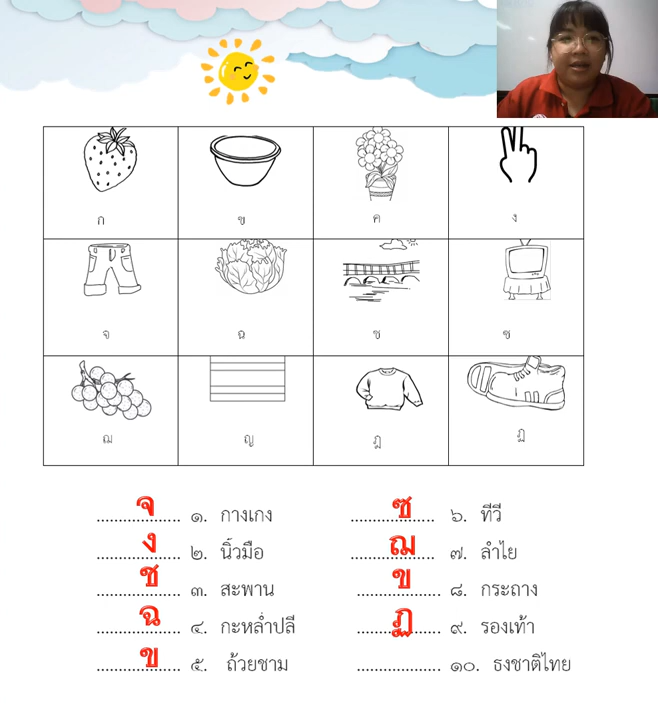 ก ข ค ง
จ ฉ ช ซ
ฌ ญ ฎ ฏ
จ ๑. กางเกง
ง ๒. นิ้วมือ
ช ๓. สะพาน
ฉ ๔. กะหล่ำปลี
ข ๕. ถ้วยชาม
ซ ๖. ทีวี
ฌ ๗. ลำไย
ข ๘. กระถาง
ฏ ๙. รองเท้า
๑๐. ธงชาติไทย